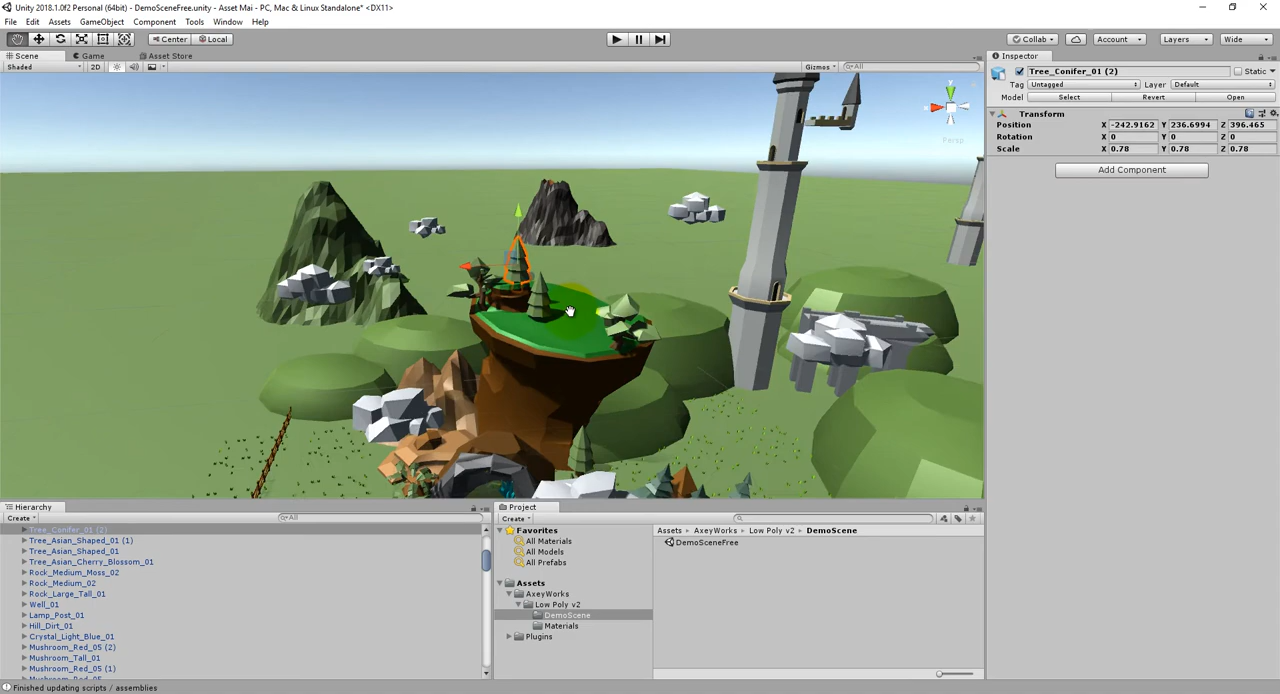 Unity 2018.1.0f2 Personal (64bit) - DemoSceneFree.unity - Asset Mai - PC, Mac & Linux Standalone* <DX11>
File Edit Assets GameObject Component Tools Window Help
Center Local Collab Account Layers Wide
Scene Game Asset Store
Shaded 2D Gizmos All
y
Persp
Inspector
Tree_Conifer_01 (2) Static
Tag Untagged Layer Default
Model Select Revert Open
Transform
Position X -242.9162 Y 236.6994 Z 396.465
Rotation X 0 Y 0 Z 0
Scale X 0.78 Y 0.78 Z 0.78
Add Component
Hierarchy
Create All
Tree_Conifer_01 (2)
Tree_Asian_Shaped_01 (1)
Tree_Asian_Shaped_01
Tree_Asian_Cherry_Blossom_01
Rock_Medium_Moss_02
Rock_Medium_02
Rock_Large_Tall_01
Well_01
Lamp_Post_01
Hill_Dirt_01
Crystal_Light_Blue_01
Mushroom_Red_05 (2)
Mushroom_Tall_01
Mushroom_Red_05 (1)
Mushroom_Red_05
Project
Create
Favorites
All Materials
All Models
All Prefabs
Assets
AxeyWorks
Low Poly v2
DemoScene
Materials
Plugins
Assets AxeyWorks Low Poly v2 DemoScene
DemoSceneFree
Finished updating scripts / assemblies